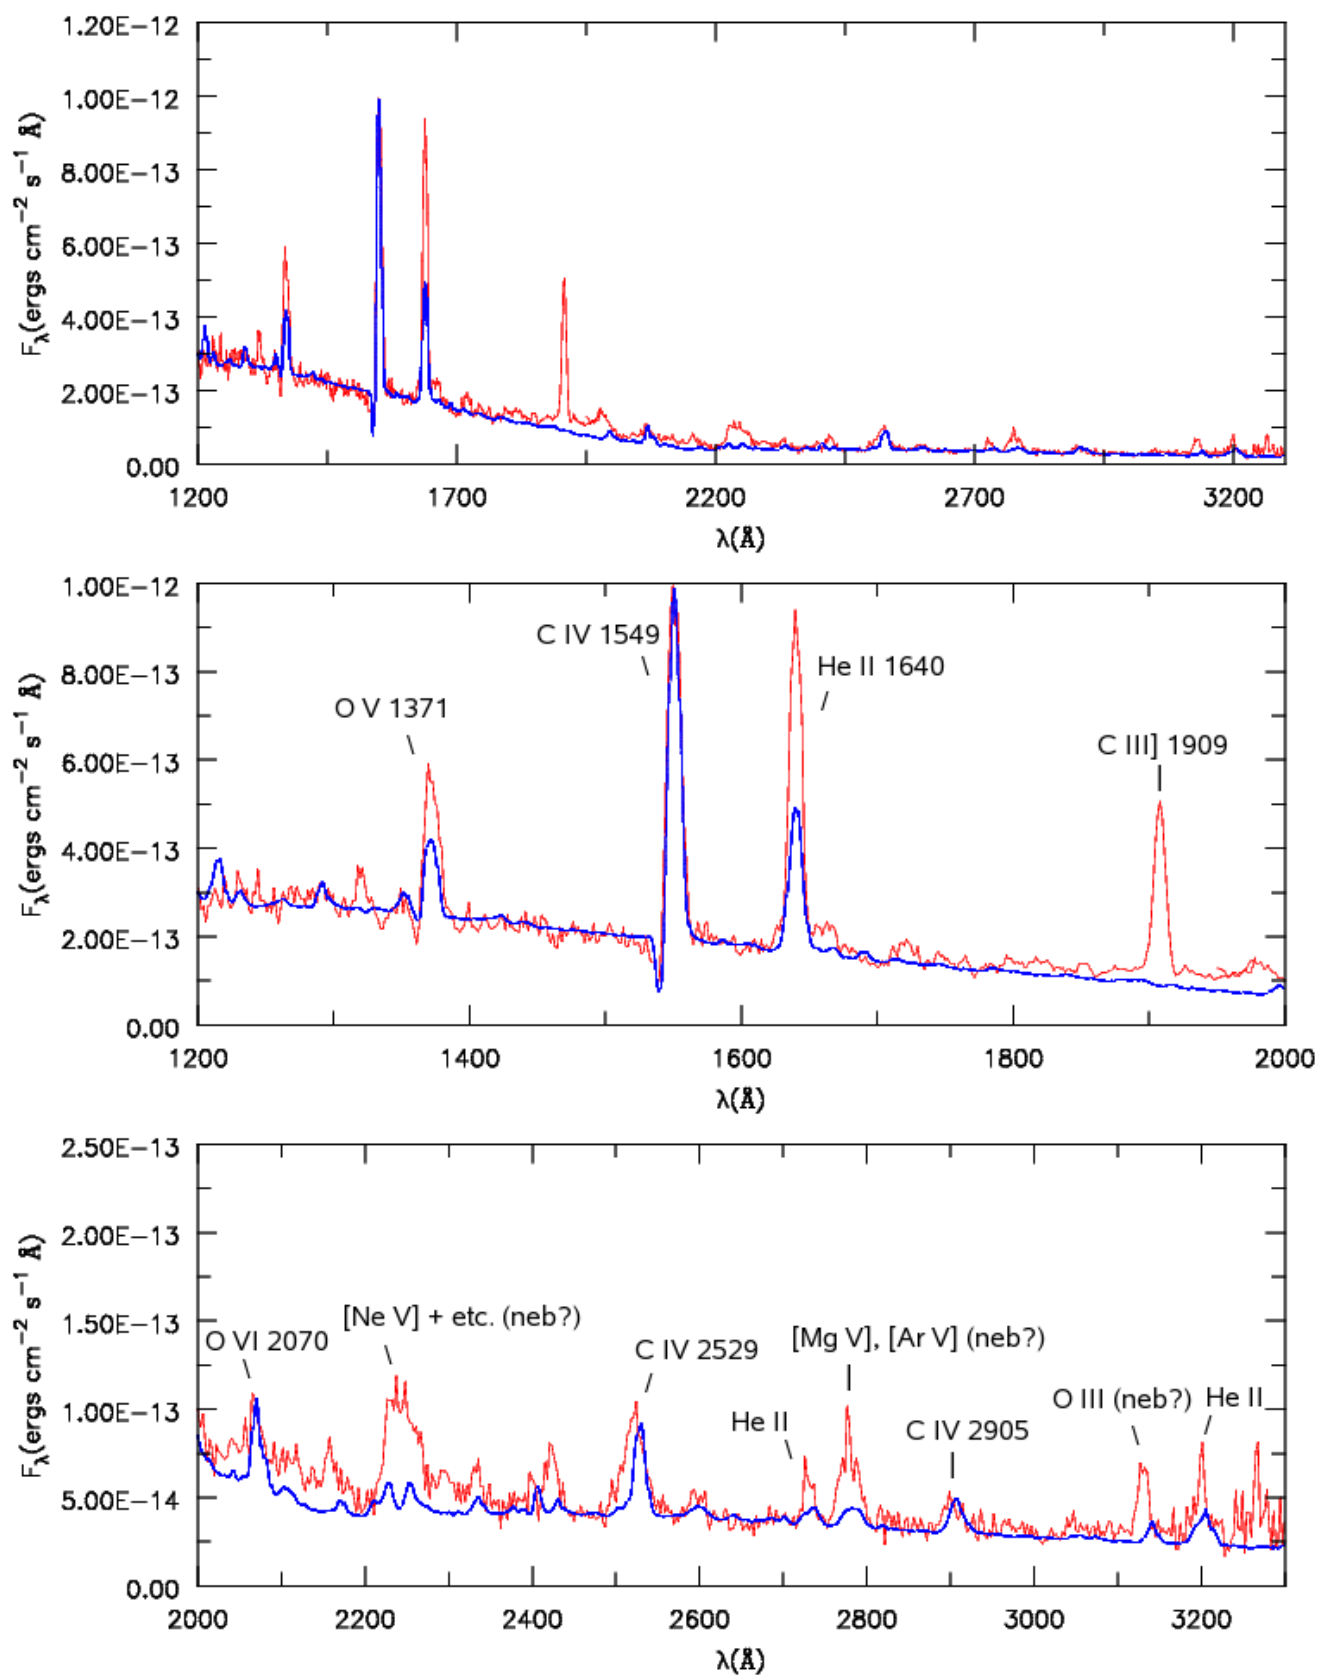 1.20E−12
1.00E−12
8.00E−13
6.00E−13
4.00E−13
2.00E−13
0.00
Fλ(ergs cm−2 s−1 Å)
1200 1700 2200 2700 3200
λ(Å)
1.00E−12
8.00E−13
6.00E−13
4.00E−13
2.00E−13
0.00
Fλ(ergs cm−2 s−1 Å)
C IV 1549
He II 1640
O V 1371
C III] 1909
1200 1400 1600 1800 2000
λ(Å)
2.50E−13
2.00E−13
1.50E−13
1.00E−13
5.00E−14
0.00
Fλ(ergs cm−2 s−1 Å)
[Ne V] + etc. (neb?)
O VI 2070
C IV 2529
[Mg V], [Ar V] (neb?)
He II
C IV 2905
O III (neb?)
He II
2000 2200 2400 2600 2800 3000 3200
λ(Å)